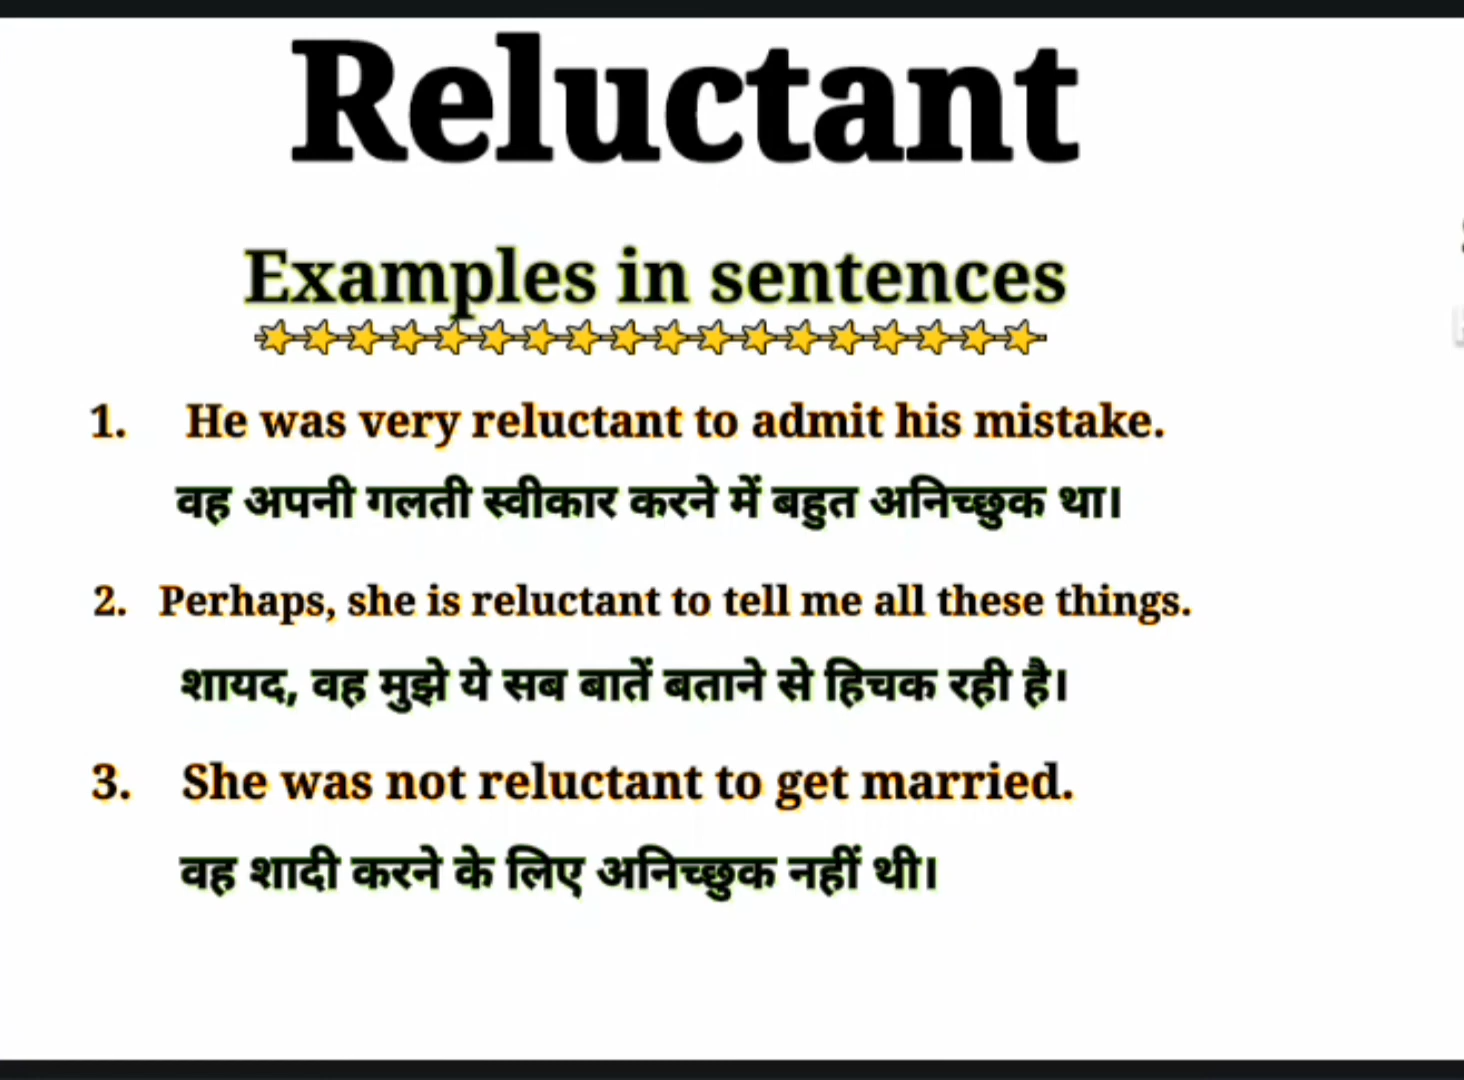 Reluctant
Examples in sentences
1. He was very reluctant to admit his mistake.
वह अपनी गलती स्वीकार करने में बहुत अनिच्छुक था।
2. Perhaps, she is reluctant to tell me all these things.
शायद, वह मुझे ये सब बातें बताने से हिचक रही है।
3. She was not reluctant to get married.
वह शादी करने के लिए अनिच्छुक नहीं थी।